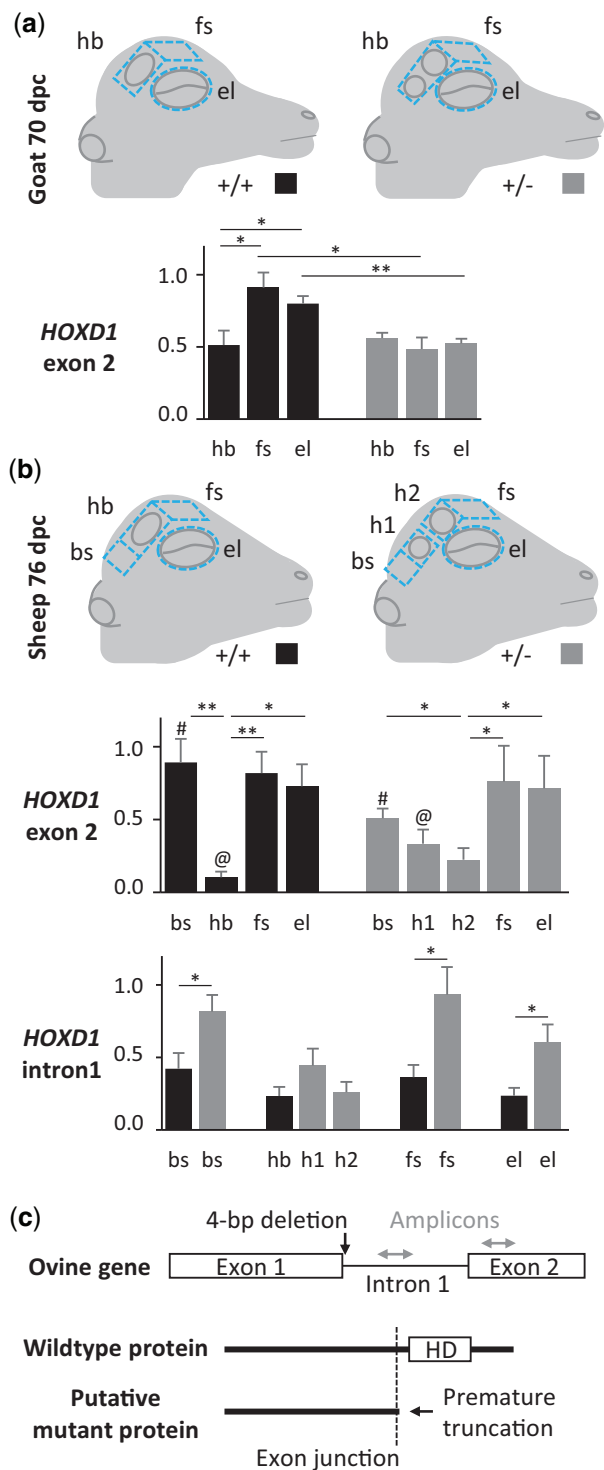 (a)
hb fs hb fs
el el
Goat 70 dpc
+/+ +/-
* *
* **
1.0
HOXD1
exon 2
0.5
0.0
hb fs el hb fs el
(b)
hb fs h2 fs
h1
bs el bs el
Sheep 76 dpc
+/+ +/-
** * * *
# ** *
1.0
# @
HOXD1
exon 2
0.5
@
0.0
bs hb fs el bs h1 h2 fs el
* * *
1.0
HOXD1
intron1
0.5
0.0
bs bs hb h1 h2 fs fs el el
(c)
4-bp deletion Amplicons
Ovine gene Exon 1 Exon 2
Intron 1
Wildtype protein HD
Putative
mutant protein
Premature
truncation
Exon junction